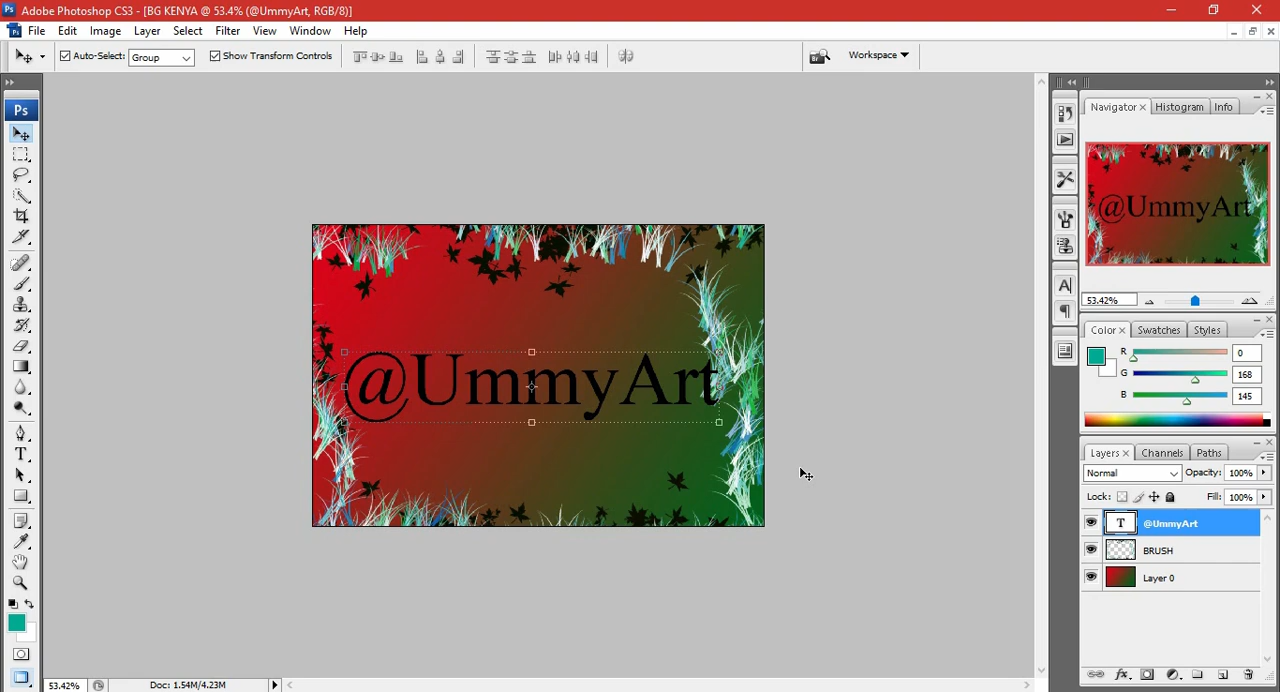 Ps Adobe Photoshop CS3 - [BG KENYA @ 53.4% (@UmmyArt, RGB/8)]
File Edit Image Layer Select Filter View Window Help
Auto-Select: Group Show Transform Controls Workspace
Ps
Navigator Histogram Info
@UmmyArt
53.42%
Color Swatches Styles
R 0
G 168
B 145
@UmmyArt
Layers Channels Paths
Normal Opacity: 100%
Lock: Fill: 100%
T @UmmyArt
BRUSH
Layer 0
53.42% Doc: 1.54M/4.23M